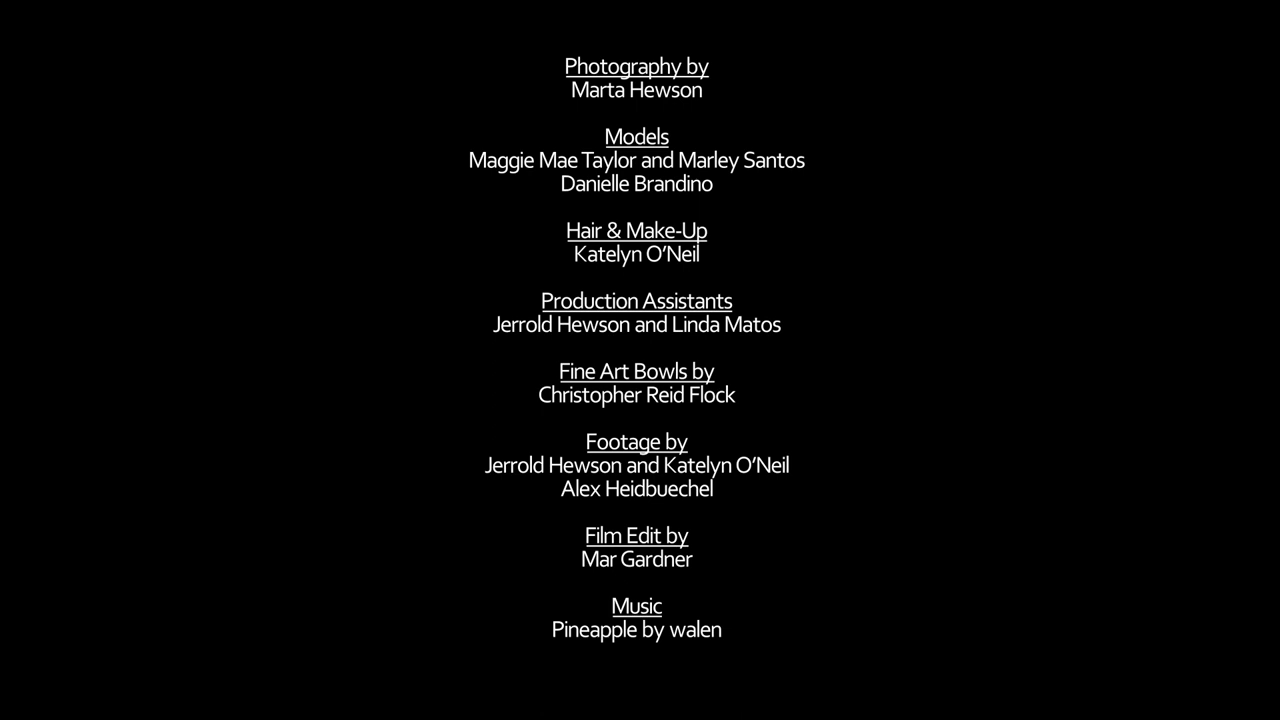 Photography by
Marta Hewson
Models
Maggie Mae Taylor and Marley Santos
Danielle Brandino
Hair & Make-Up
Katelyn O’Neil
Production Assistants
Jerrold Hewson and Linda Matos
Fine Art Bowls by
Christopher Reid Flock
Footage by
Jerrold Hewson and Katelyn O’Neil
Alex Heidbuechel
Film Edit by
Mar Gardner
Music
Pineapple by walen